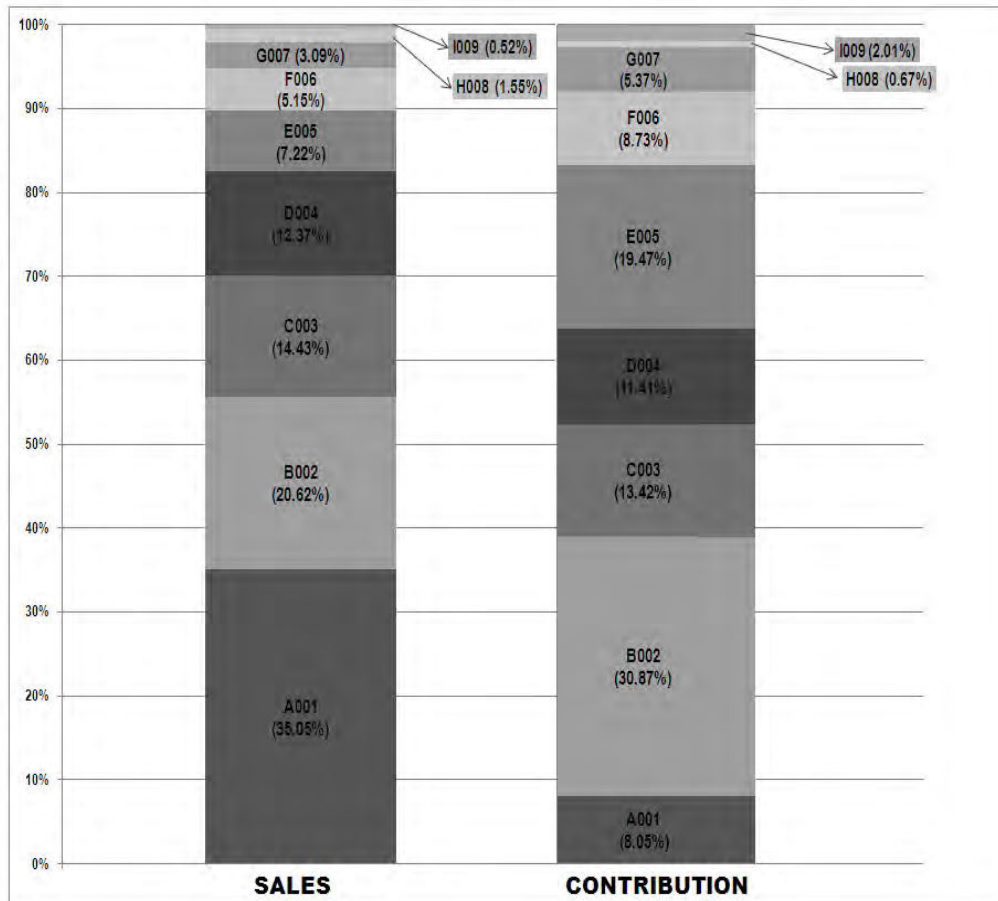 100%
90%
80%
70%
60%
50%
40%
30%
20%
10%
0%
I009 (0.52%)
H008 (1.55%)
G007 (3.09%)
F006
(5.15%)
E005
(7.22%)
D004
(12.37%)
C003
(14.43%)
B002
(20.62%)
A001
(35.05%)
SALES
I009 (2.01%)
H008 (0.67%)
G007
(5.37%)
F006
(8.73%)
E005
(19.47%)
D004
(11.41%)
C003
(13.42%)
B002
(30.87%)
A001
(8.05%)
CONTRIBUTION